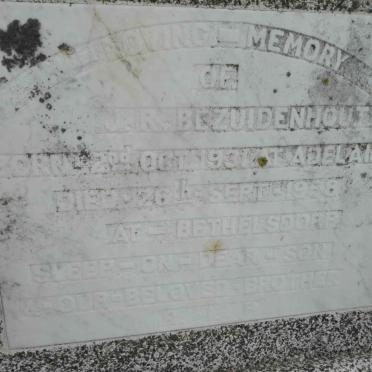 IN LOVING MEMORY
OF
J.R. BEZUIDENHOUT
BORN 2nd OCT. 1931 AT ADELAIDE
DIED 26th SEPT. 1958
AT BETHELSDORP
SLEEP ON DEAR SON
OUR BELOVED BROTHER